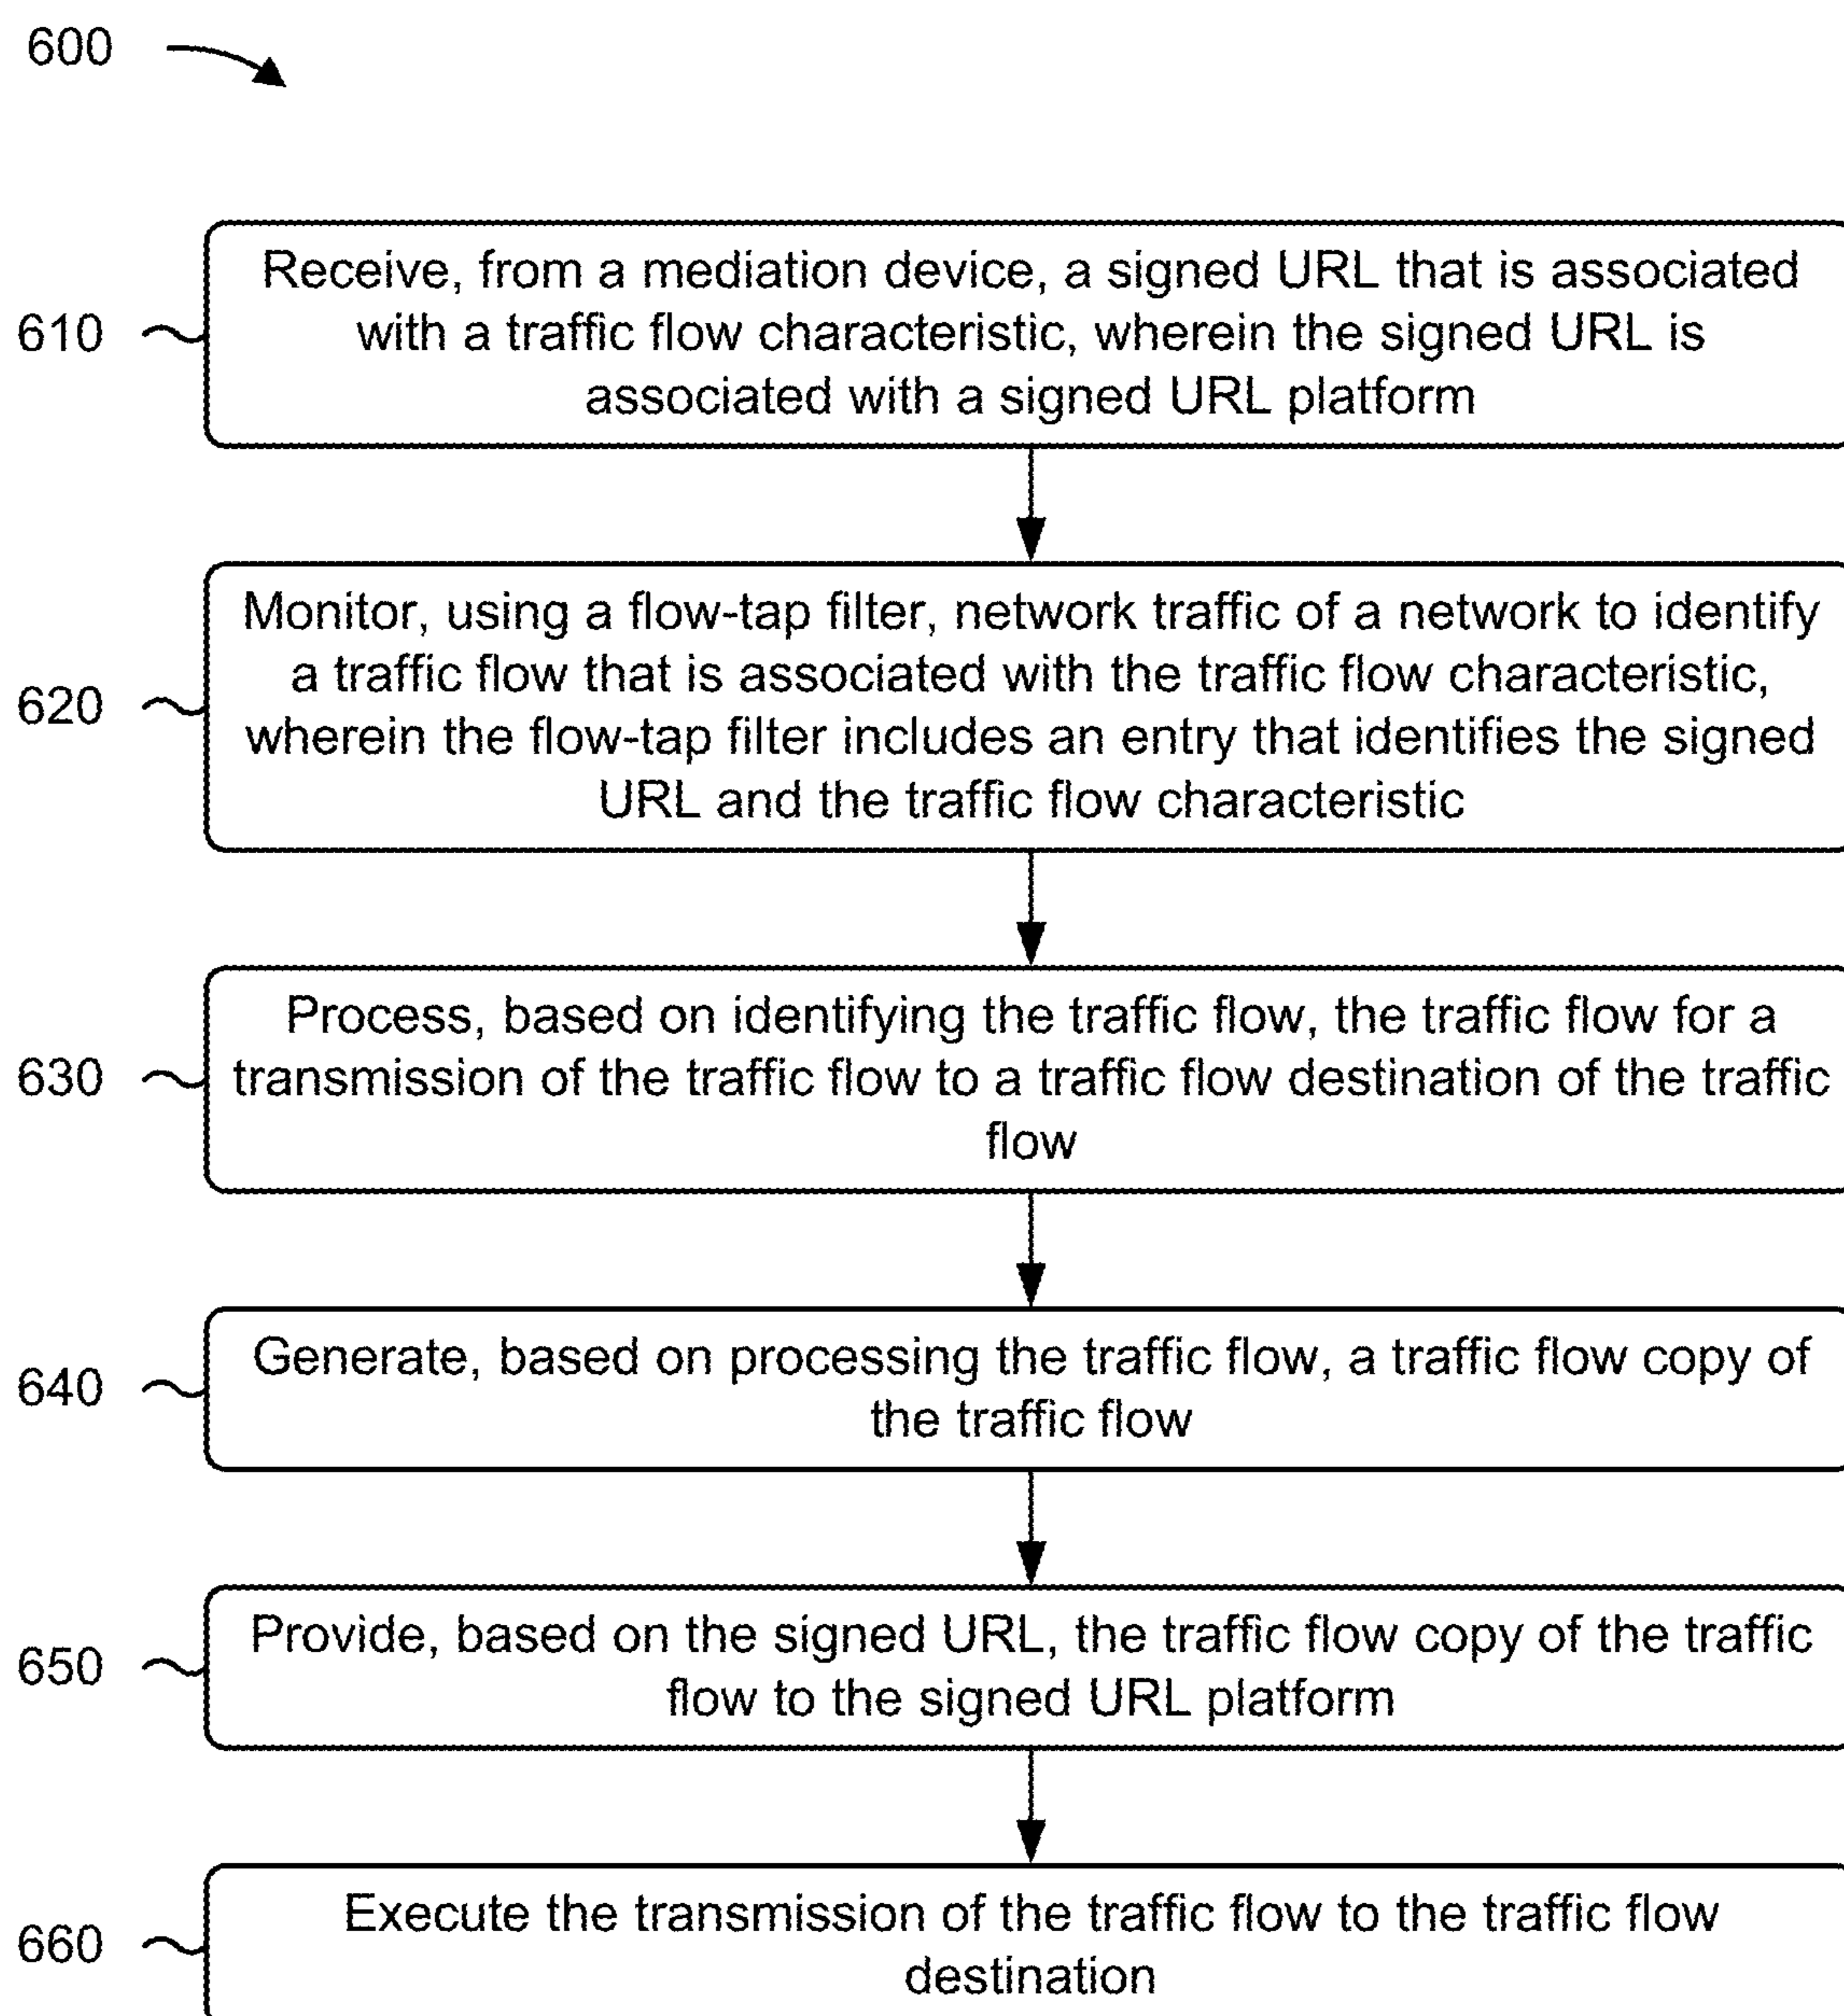 600
610
Receive, from a mediation device, a signed URL that is associated
with a traffic flow characteristic, wherein the signed URL is
associated with a signed URL platform
620
Monitor, using a flow-tap filter, network traffic of a network to identify
a traffic flow that is associated with the traffic flow characteristic,
wherein the flow-tap filter includes an entry that identifies the signed
URL and the traffic flow characteristic
630
Process, based on identifying the traffic flow, the traffic flow for a
transmission of the traffic flow to a traffic flow destination of the traffic
flow
640
Generate, based on processing the traffic flow, a traffic flow copy of
the traffic flow
650
Provide, based on the signed URL, the traffic flow copy of the traffic
flow to the signed URL platform
660
Execute the transmission of the traffic flow to the traffic flow
destination